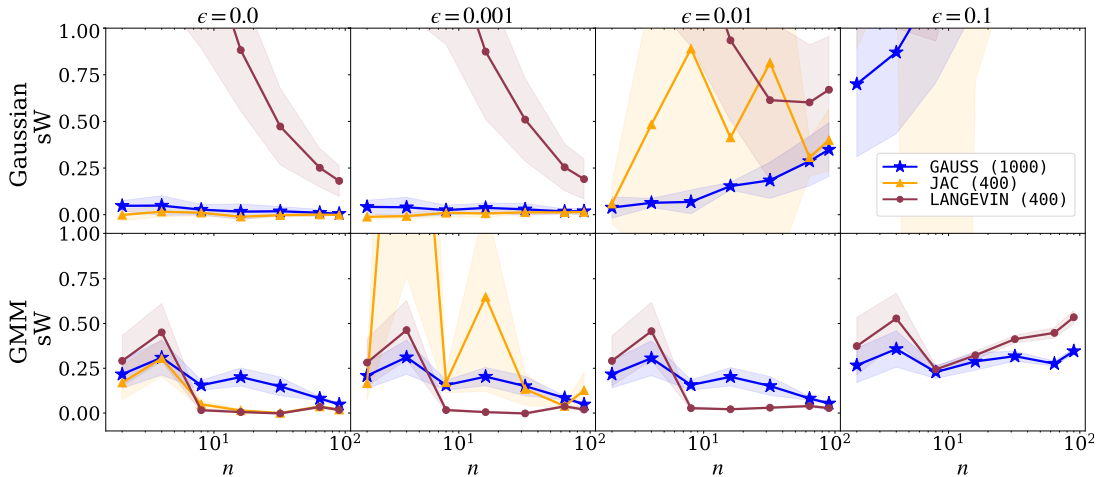 ϵ = 0.0 ϵ = 0.001 ϵ = 0.01 ϵ = 0.1
Gaussian
sW
1.00
0.75
0.50
0.25
0.00
GAUSS (1000)
JAC (400)
LANGEVIN (400)
GMM
sW
1.00
0.75
0.50
0.25
0.00
10¹ 10² 10¹ 10² 10¹ 10² 10¹ 10²
n n n n